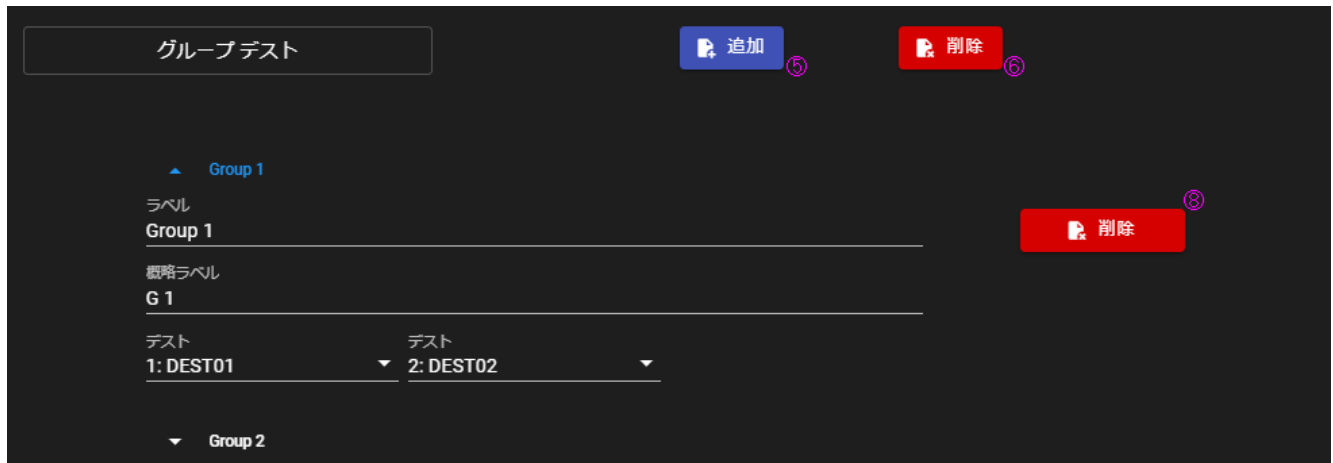 グループ デスト
追加
⑤
削除
⑥
Group 1
ラベル
Group 1
⑧
削除
概略ラベル
G 1
デスト デスト
1: DEST01 2: DEST02
Group 2